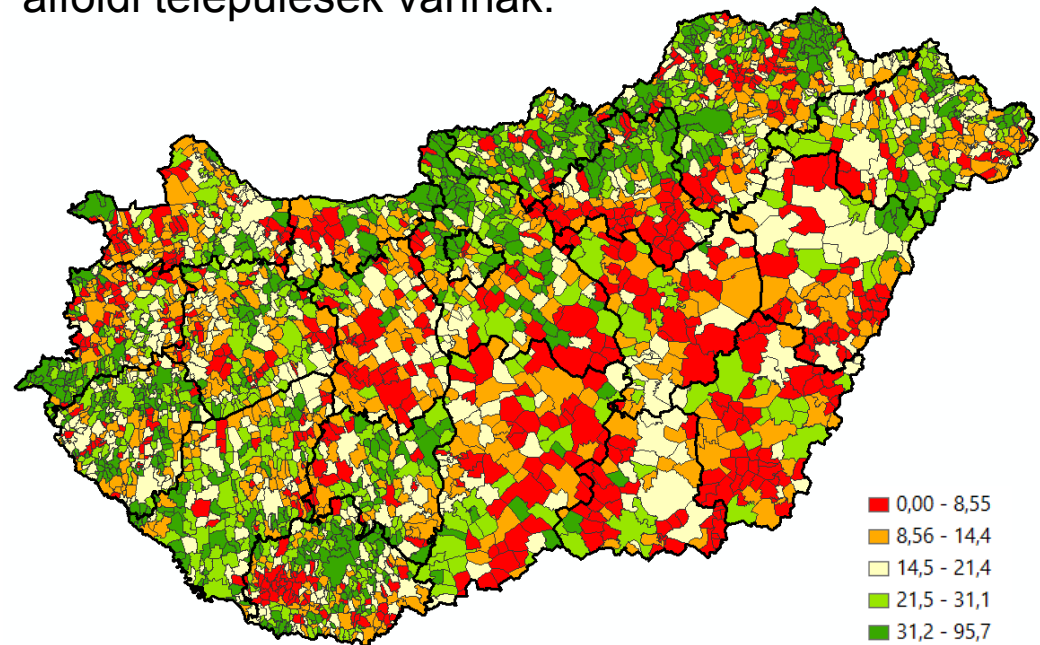 alföldi települések vannak.
0,00 - 8,55
8,56 - 14,4
14,5 - 21,4
21,5 - 31,1
31,2 - 95,7